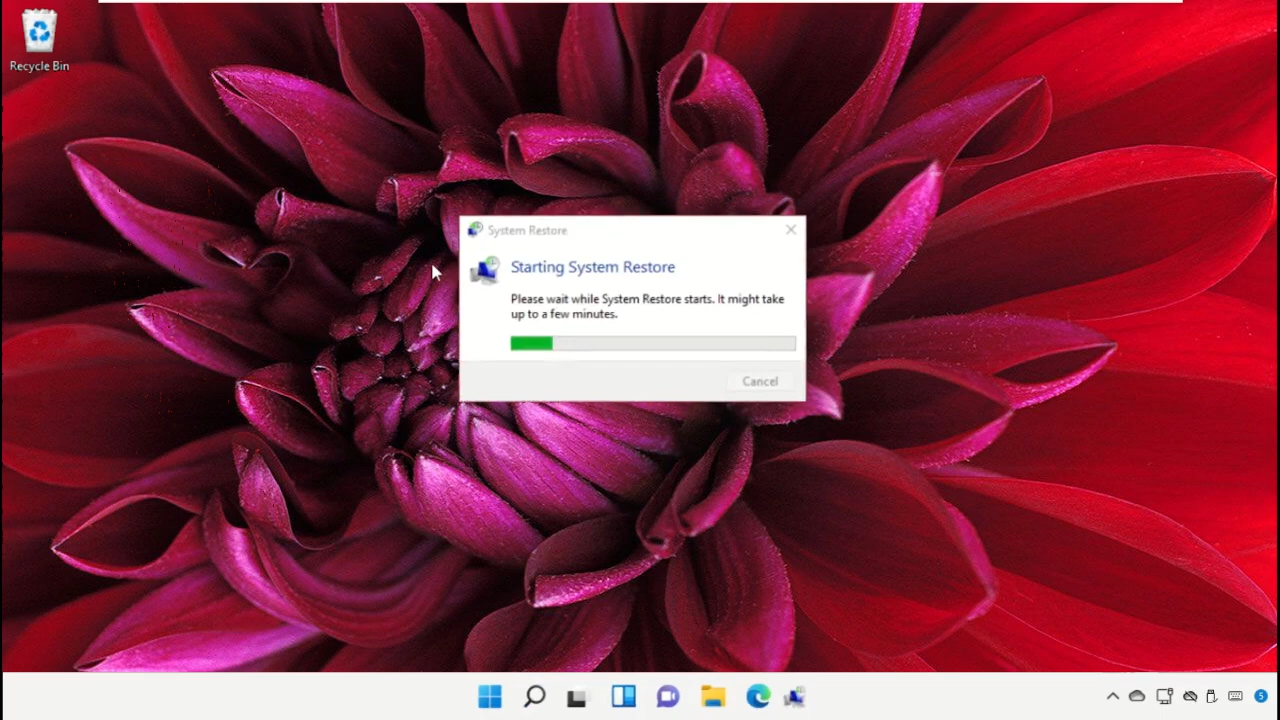 Recycle Bin
System Restore
Starting System Restore
Please wait while System Restore starts. It might take
up to a few minutes.
Cancel
5